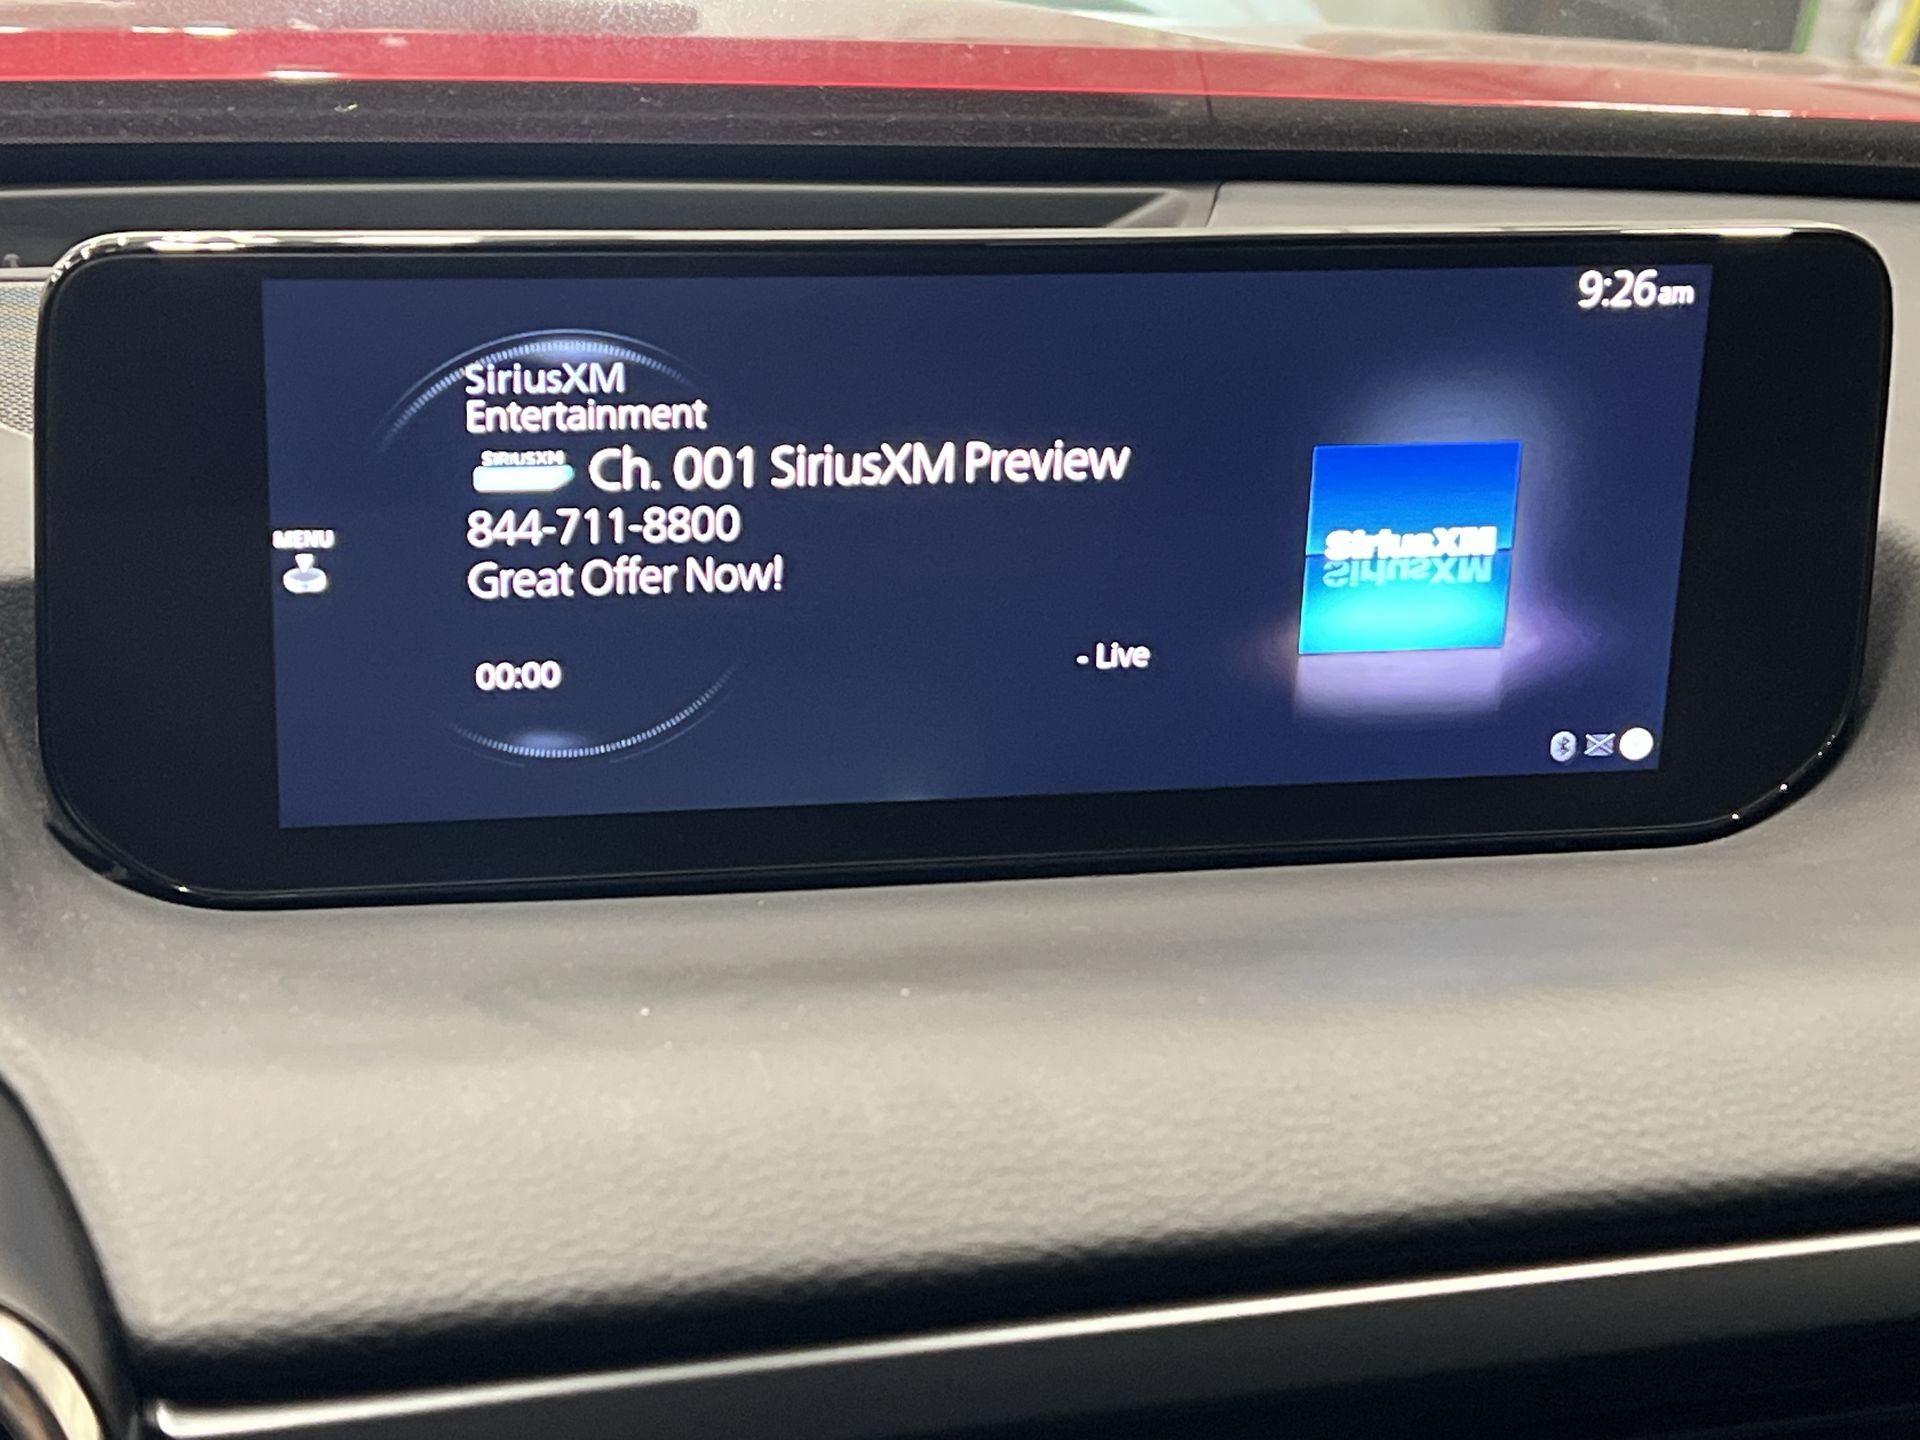 9:26am
SiriusXM
Entertainment
SIRIUSXM Ch. 001 SiriusXM Preview
844-711-8800
Great Offer Now!
MENU
00:00
- Live
SiriusXM